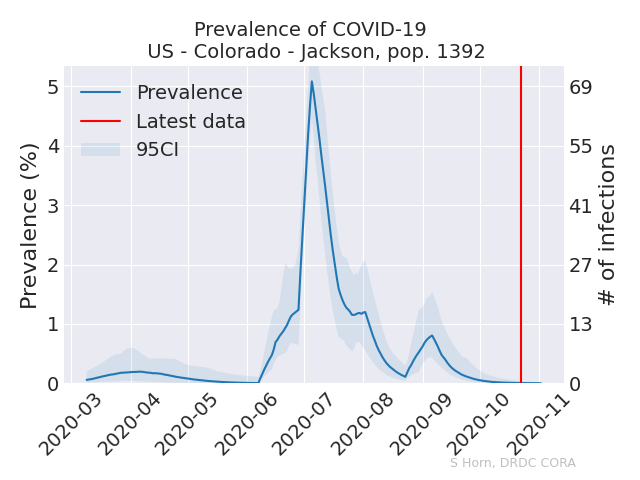 Prevalence of COVID-19
US - Colorado - Jackson, pop. 1392
Prevalence
Latest data
95CI
Prevalence (%)
5
4
3
2
1
0
# of infections
69
55
41
27
13
0
2020-03
2020-04
2020-05
2020-06
2020-07
2020-08
2020-09
2020-10
2020-11
S Horn, DRDC CORA